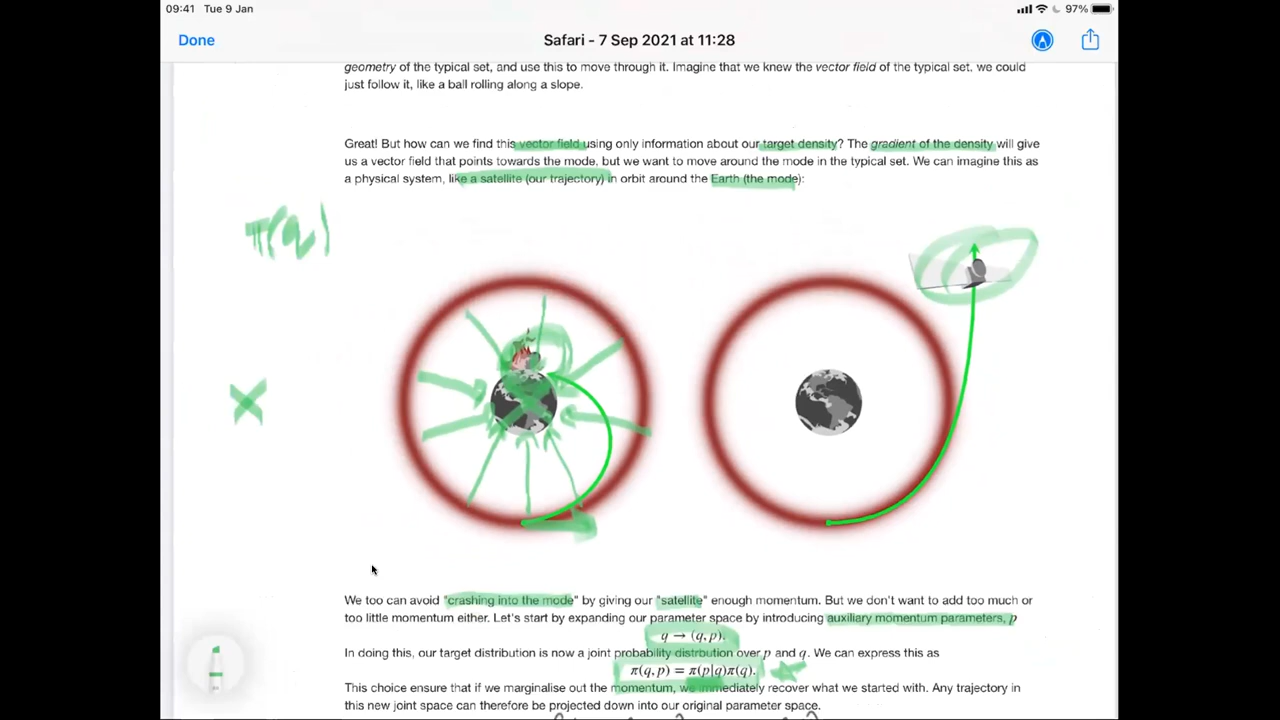 09:41 Tue 9 Jan 97%
Done Safari - 7 Sep 2021 at 11:28
geometry of the typical set, and use this to move through it. Imagine that we knew the vector field of the typical set, we could
just follow it, like a ball rolling along a slope.
Great! But how can we find this vector field using only information about our target density? The gradient of the density will give
us a vector field that points towards the mode, but we want to move around the mode in the typical set. We can imagine this as
a physical system, like a satellite (our trajectory) in orbit around the Earth (the mode):
π(q)
We too can avoid "crashing into the mode" by giving our "satellite" enough momentum. But we don't want to add too much or
too little momentum either. Let's start by expanding our parameter space by introducing auxiliary momentum parameters, p
q → (q, p).
In doing this, our target distribution is now a joint probability distrbution over p and q. We can express this as
π(q, p) = π(p|q)π(q).
This choice ensure that if we marginalise out the momentum, we immediately recover what we started with. Any trajectory in
this new joint space can therefore be projected down into our original parameter space.